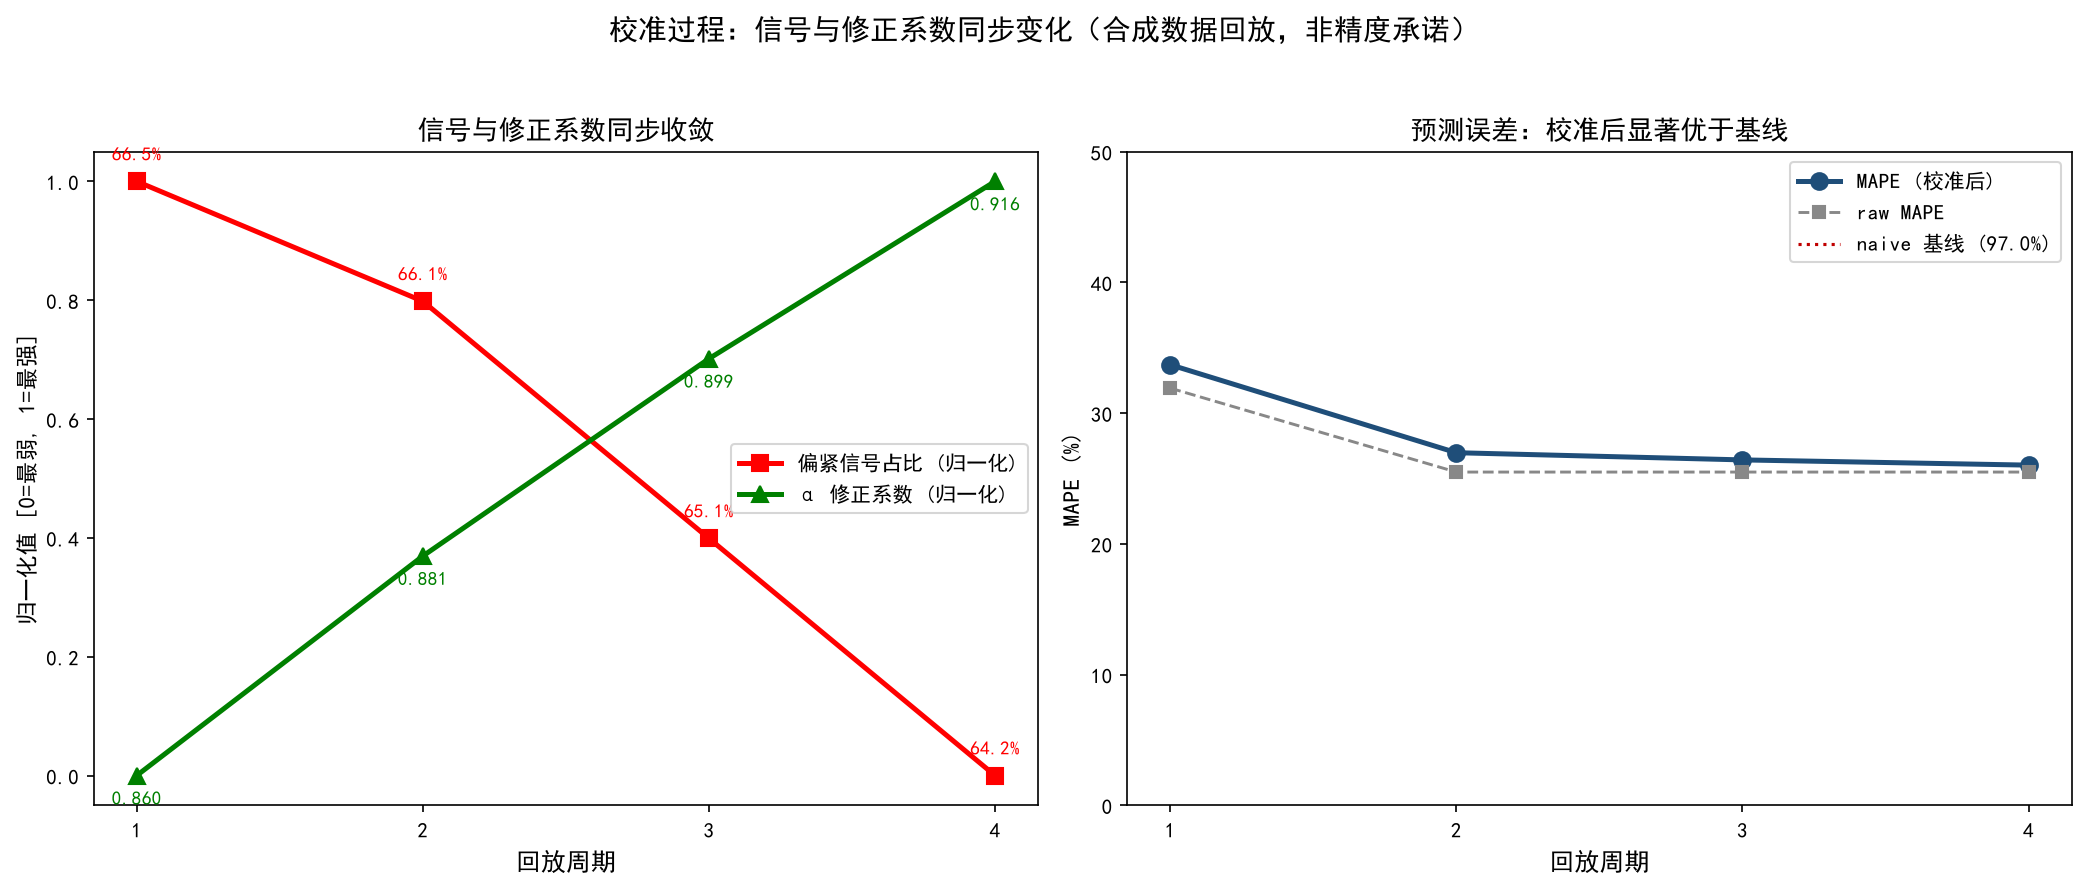 校准过程：信号与修正系数同步变化（合成数据回放，非精度承诺）
信号与修正系数同步收敛
归一化值 [0=最弱, 1=最强]
1.0
0.8
0.6
0.4
0.2
0.0
66.5%
66.1%
65.1%
64.2%
0.860
0.881
0.899
0.916
偏紧信号占比 (归一化)
α 修正系数 (归一化)
1
2
3
4
回放周期
预测误差：校准后显著优于基线
MAPE (%)
50
40
30
20
10
0
MAPE (校准后)
raw MAPE
naive 基线 (97.0%)
1
2
3
4
回放周期